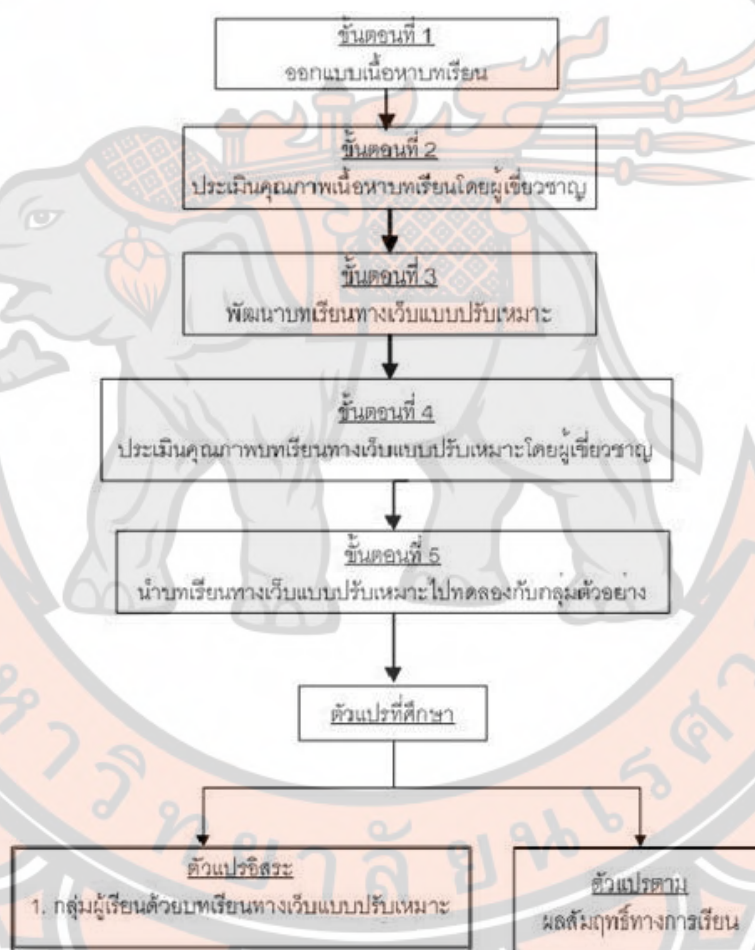 ขั้นตอนที่ 1
ออกแบบเนื้อหาบทเรียน
ขั้นตอนที่ 2
ประเมินคุณภาพเนื้อหาบทเรียนโดยผู้เชี่ยวชาญ
ขั้นตอนที่ 3
พัฒนาบทเรียนทางเว็บแบบปรับเหมาะ
ขั้นตอนที่ 4
ประเมินคุณภาพบทเรียนทางเว็บแบบปรับเหมาะโดยผู้เชี่ยวชาญ
ขั้นตอนที่ 5
นำบทเรียนทางเว็บแบบปรับเหมาะไปทดลองกับกลุ่มตัวอย่าง
ตัวแปรที่ศึกษา
ตัวแปรอิสระ
1. กลุ่มผู้เรียนด้วยบทเรียนทางเว็บแบบปรับเหมาะ
ตัวแปรตาม
ผลสัมฤทธิ์ทางการเรียน
หาวิทยาลัยนเรศว